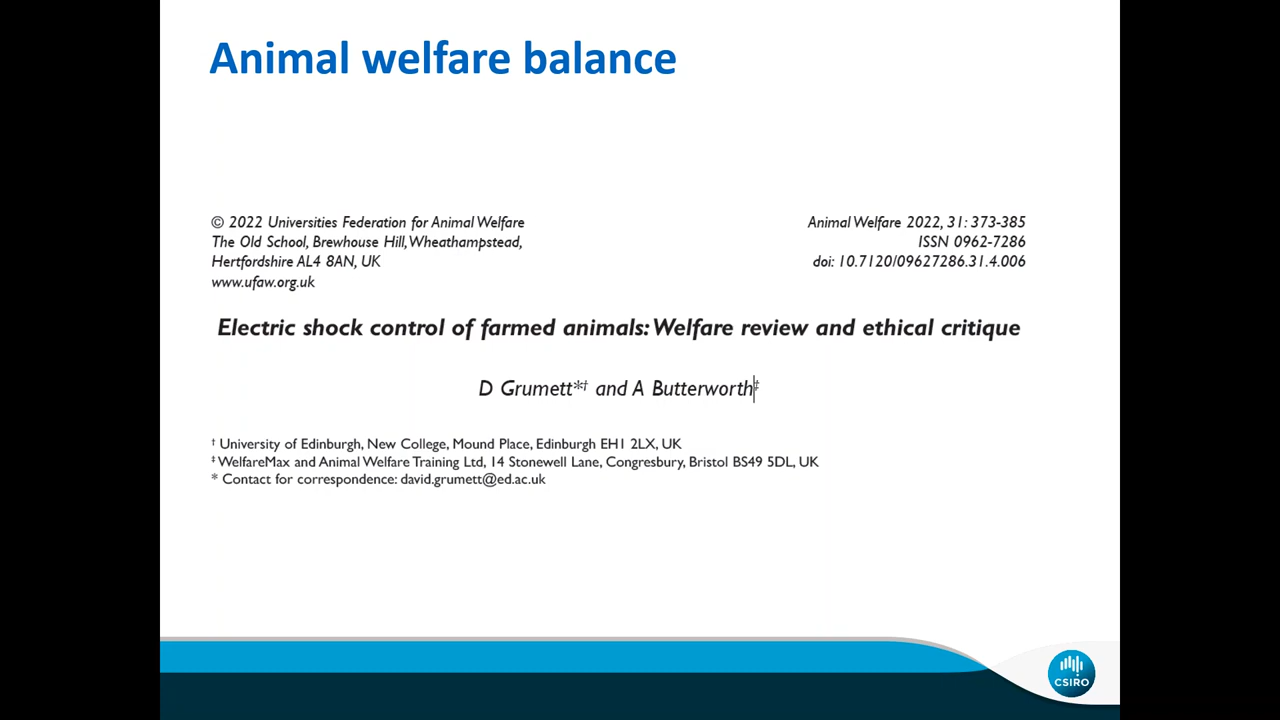 Animal welfare balance
© 2022 Universities Federation for Animal Welfare
The Old School, Brewhouse Hill, Wheathampstead,
Hertfordshire AL4 8AN, UK
www.ufaw.org.uk
Animal Welfare 2022, 31: 373-385
ISSN 0962-7286
doi: 10.7120/09627286.31.4.006
Electric shock control of farmed animals: Welfare review and ethical critique
D Grumett*† and A Butterworth‡
† University of Edinburgh, New College, Mound Place, Edinburgh EH1 2LX, UK
‡ WelfareMax and Animal Welfare Training Ltd, 14 Stonewell Lane, Congresbury, Bristol BS49 5DL, UK
* Contact for correspondence: david.grumett@ed.ac.uk
CSIRO